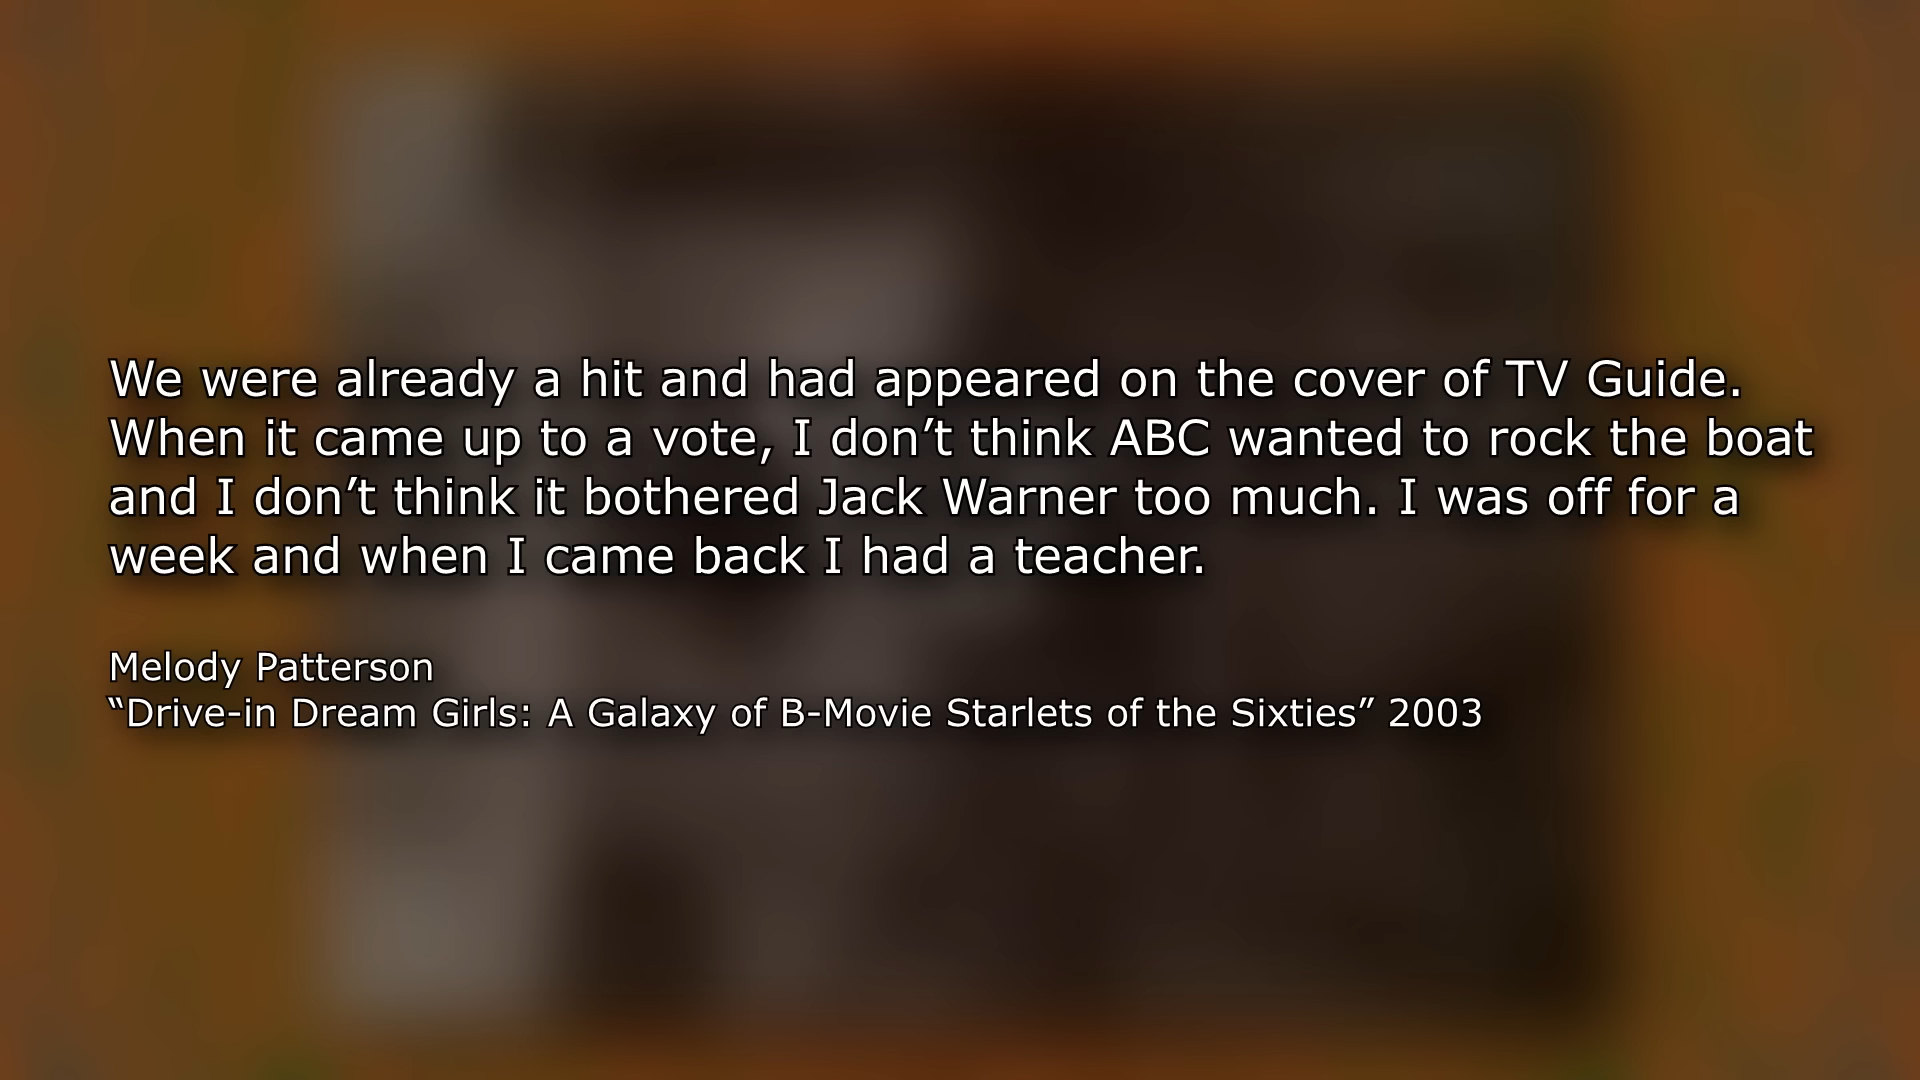 We were already a hit and had appeared on the cover of TV Guide.
When it came up to a vote, I don’t think ABC wanted to rock the boat
and I don’t think it bothered Jack Warner too much. I was off for a
week and when I came back I had a teacher.
Melody Patterson
“Drive-in Dream Girls: A Galaxy of B-Movie Starlets of the Sixties” 2003